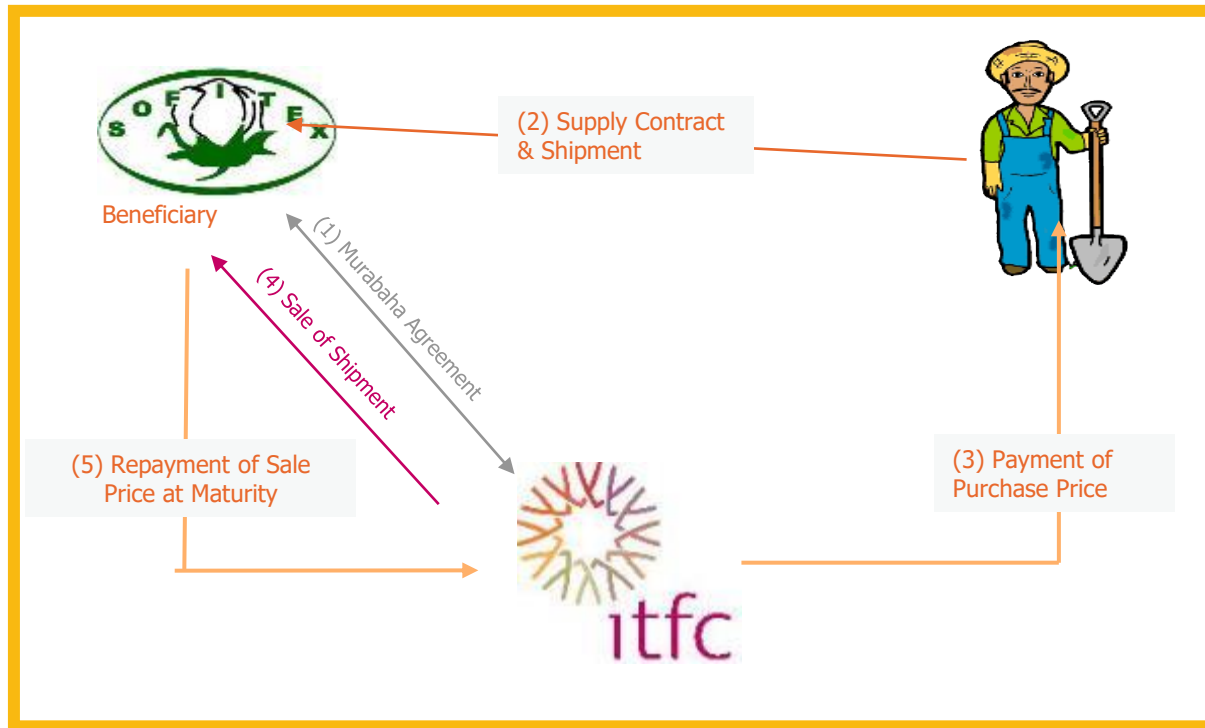 SOFITEX
(2) Supply Contract
& Shipment
Beneficiary
(1) Murabaha Agreement
(4) Sale of Shipment
(5) Repayment of Sale
Price at Maturity
(3) Payment of
Purchase Price
itfc